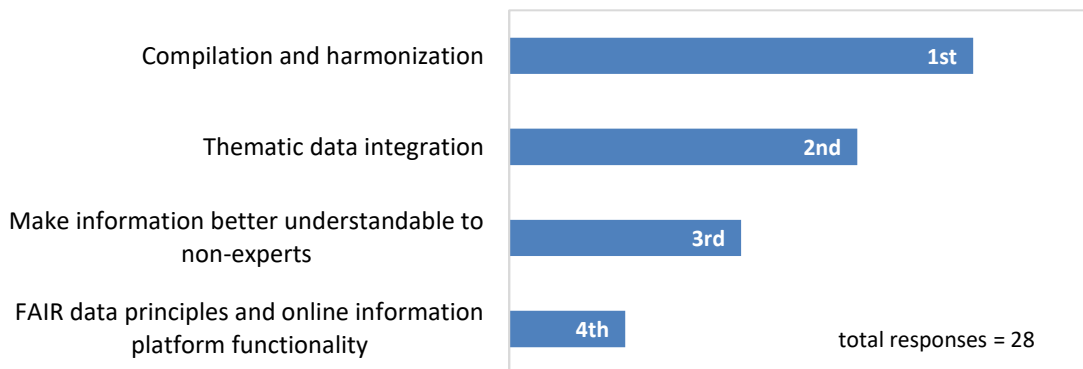 Compilation and harmonization
1st
Thematic data integration
2nd
Make information better understandable to
non-experts
3rd
FAIR data principles and online information
platform functionality
4th
total responses = 28